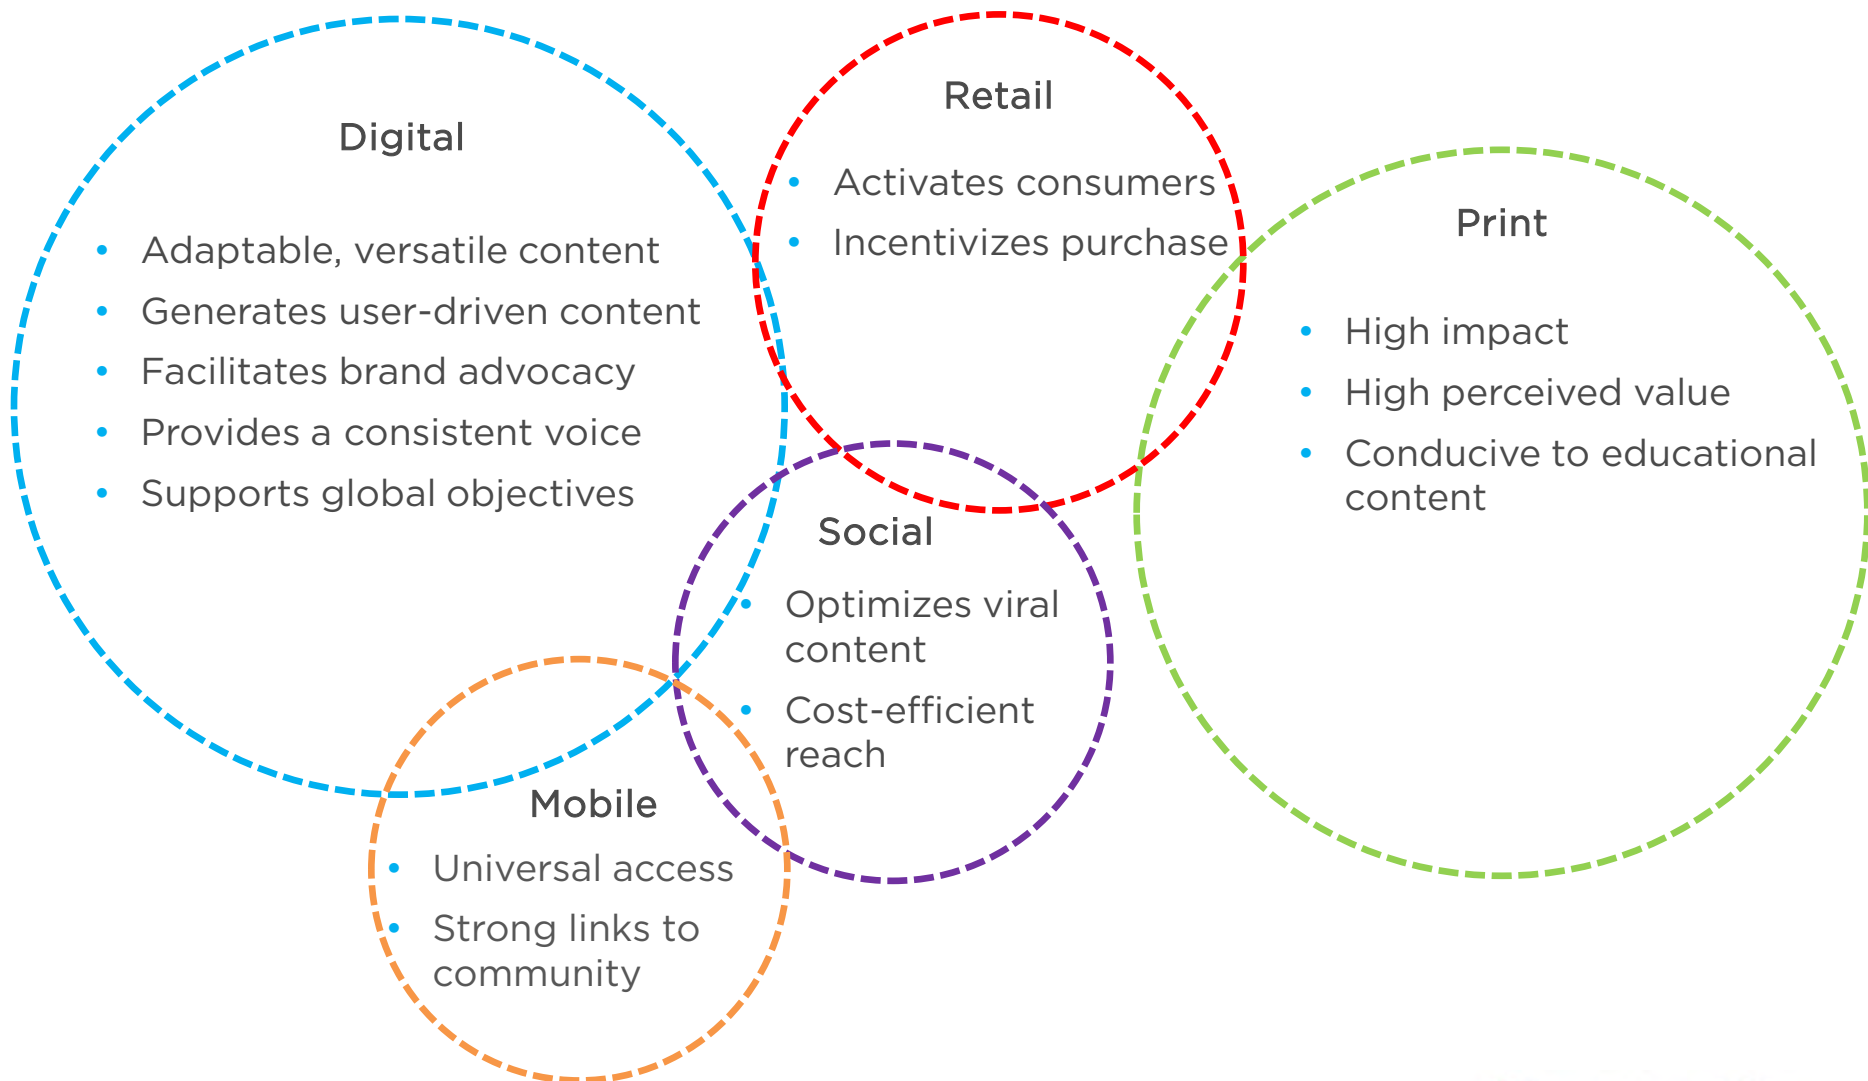 Digital
• Adaptable, versatile content
• Generates user-driven content
• Facilitates brand advocacy
• Provides a consistent voice
• Supports global objectives
Retail
• Activates consumers
• Incentivizes purchase
Print
• High impact
• High perceived value
• Conducive to educational
content
Social
• Optimizes viral
content
• Cost-efficient
reach
Mobile
• Universal access
• Strong links to
community